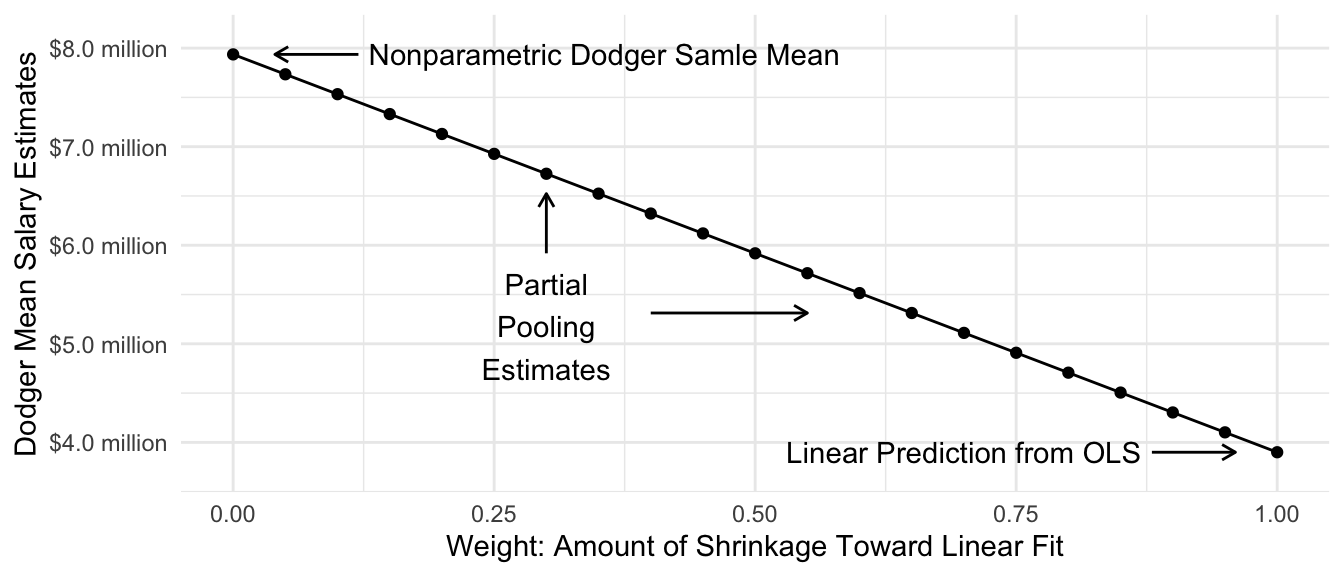 Dodger Mean Salary Estimates
$8.0 million
$7.0 million
$6.0 million
$5.0 million
$4.0 million
Nonparametric Dodger Samle Mean
Partial
Pooling
Estimates
Linear Prediction from OLS
0.00 0.25 0.50 0.75 1.00
Weight: Amount of Shrinkage Toward Linear Fit